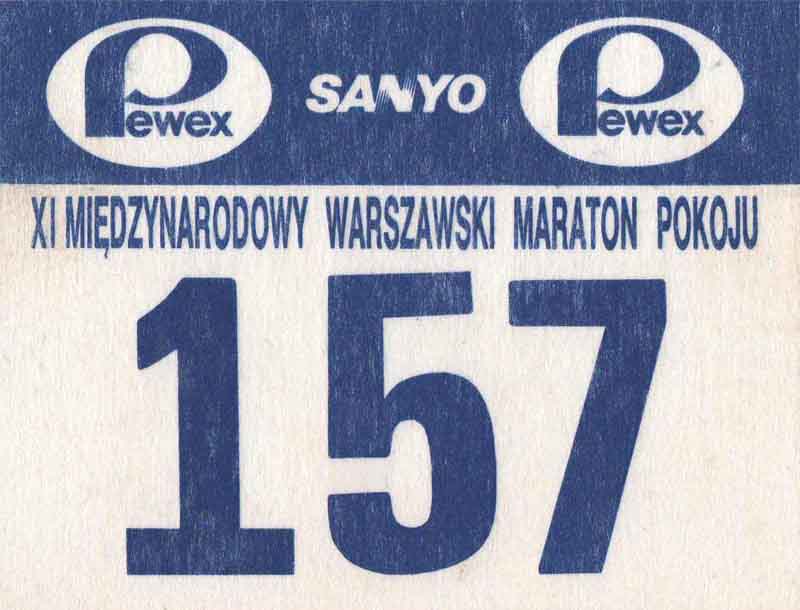 Pewex SANYO Pewex
XI MIĘDZYNARODOWY WARSZAWSKI MARATON POKOJU
157